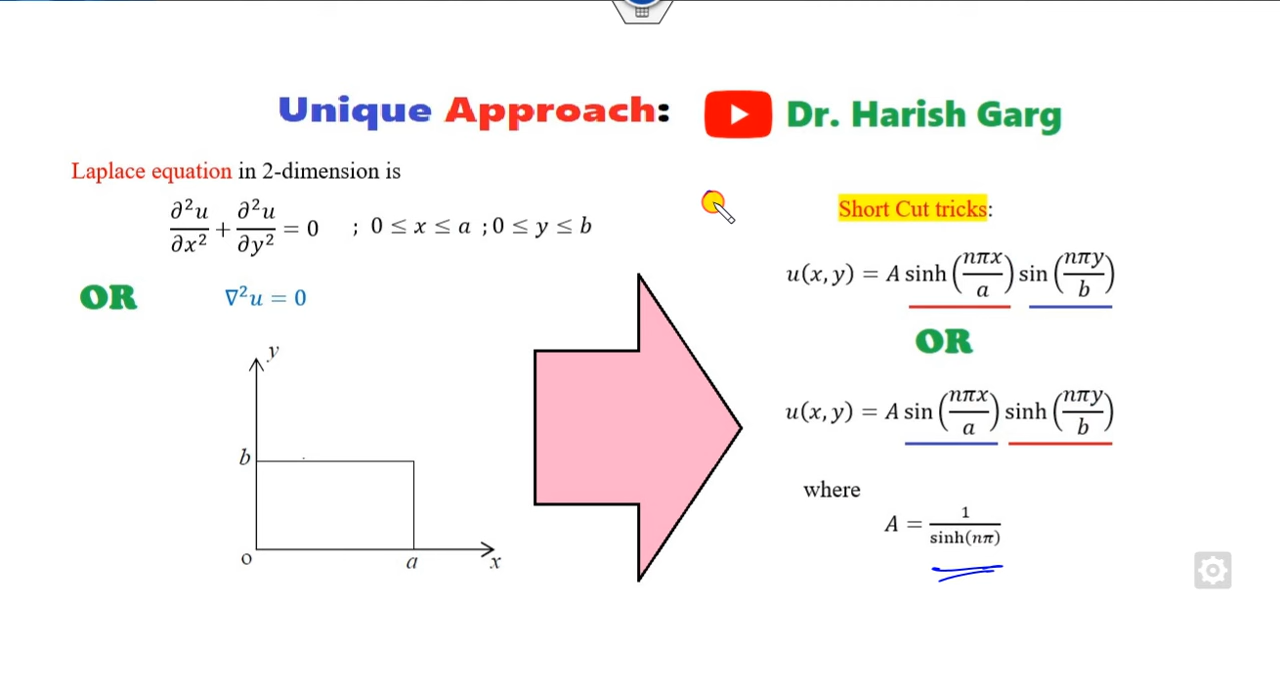 Unique Approach: Dr. Harish Garg
Laplace equation in 2-dimension is
∂²u/∂x² + ∂²u/∂y² = 0 ; 0 ≤ x ≤ a ; 0 ≤ y ≤ b
OR ∇²u = 0
y
b
o
a
x
Short Cut tricks:
u(x,y) = A sinh (nπx/a) sin (nπy/b)
OR
u(x,y) = A sin (nπx/a) sinh (nπy/b)
where
A = 1/sinh(nπ)